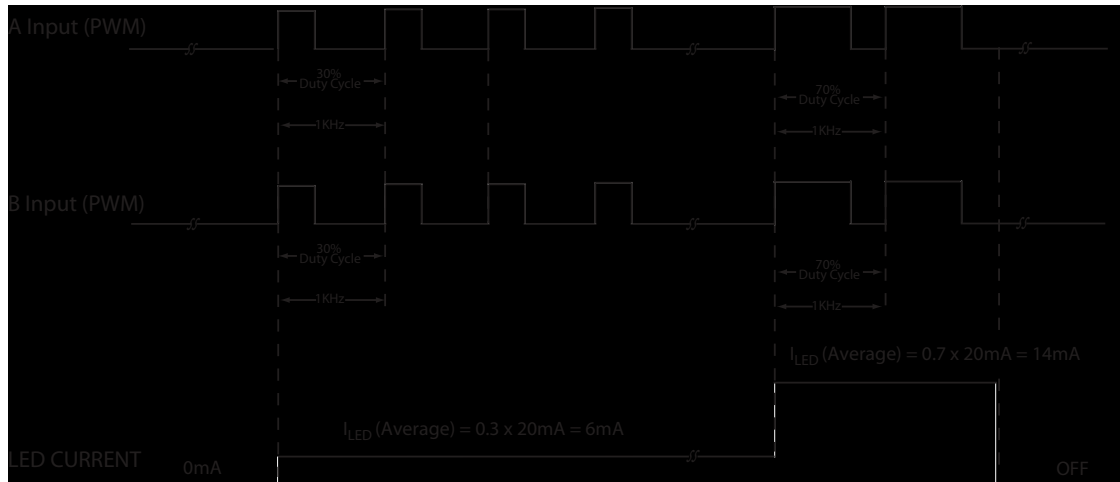 A Input (PWM)
30%
Duty Cycle
1KHz
70%
Duty Cycle
1KHz
B Input (PWM)
30%
Duty Cycle
1KHz
70%
Duty Cycle
1KHz
ILED (Average) = 0.7 x 20mA = 14mA
ILED (Average) = 0.3 x 20mA = 6mA
LED CURRENT
0mA
OFF